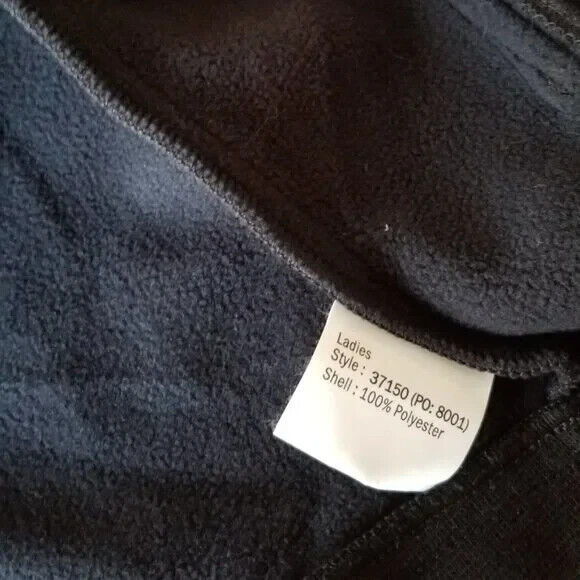 Ladies
Style : 37150 (PO: 8001)
Shell : 100% Polyester